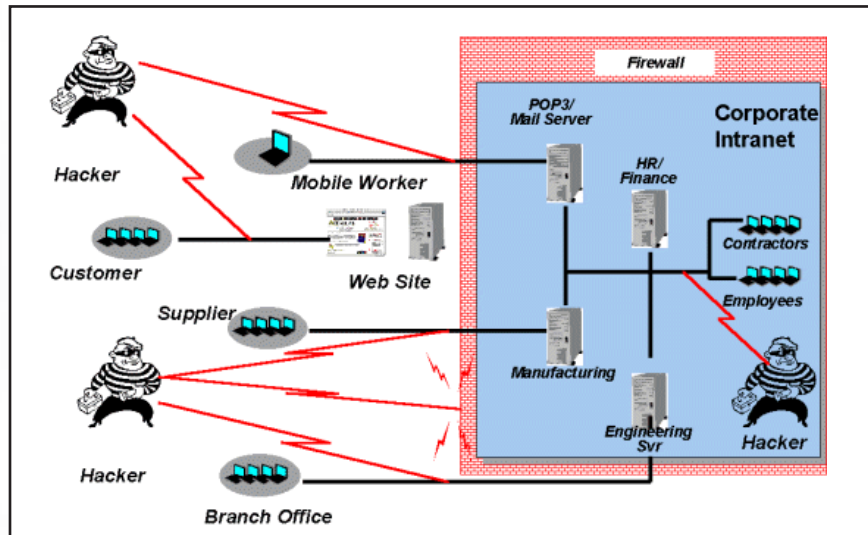 Firewall
POP3/
Mail Server
Corporate
Intranet
HR/
Finance
Hacker
Mobile Worker
Contractors
Customer
Web Site
Employees
Supplier
Manufacturing
Engineering
Svr
Hacker
Hacker
Branch Office